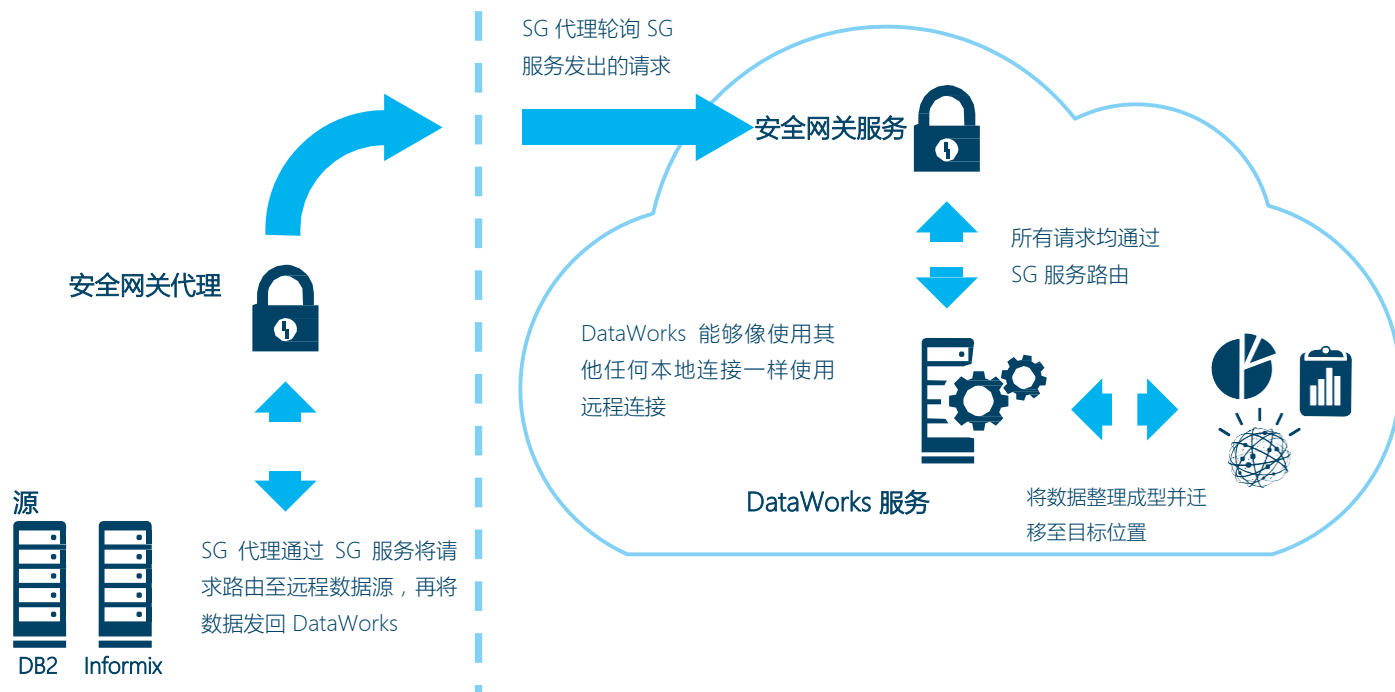 SG 代理轮询 SG
服务发出的请求
安全网关服务
所有请求均通过
SG 服务路由
安全网关代理
DataWorks 能够像使用其
他任何本地连接一样使用
远程连接
源
DataWorks 服务
将数据整理成型并迁
移至目标位置
SG 代理通过 SG 服务将请
求路由至远程数据源，再将
数据发回 DataWorks
DB2
Informix